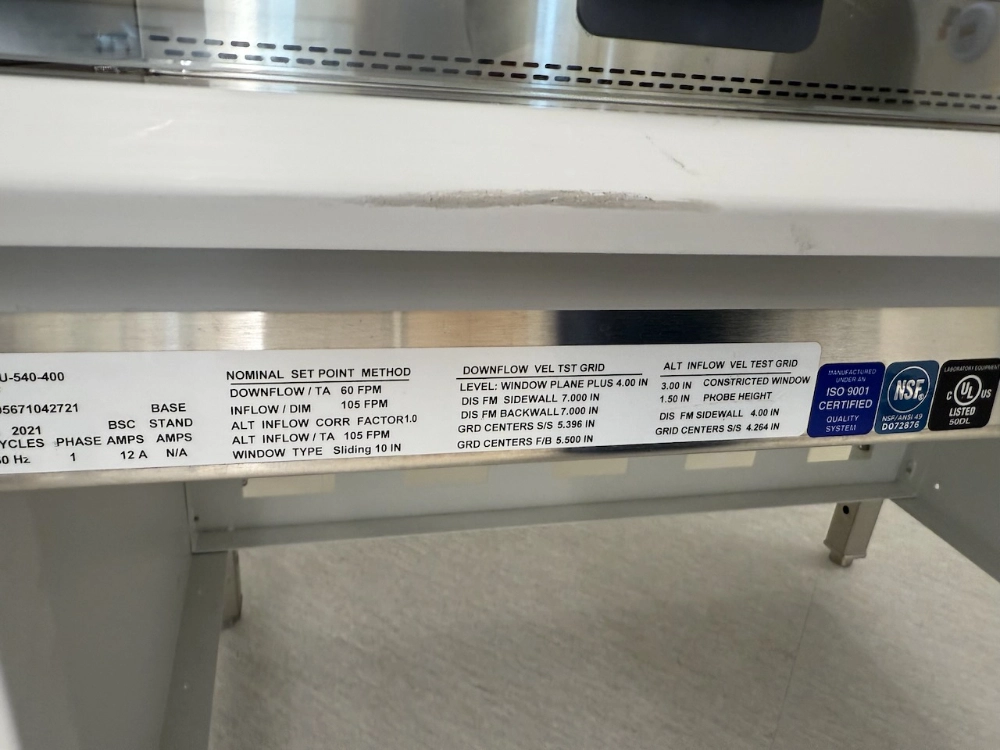 U-540-400
05671042721
BASE
2021
BSC STAND
CYCLES PHASE AMPS AMPS
60 Hz 1 12 A N/A
NOMINAL SET POINT METHOD
DOWNFLOW / TA 60 FPM
INFLOW / DIM 105 FPM
ALT INFLOW CORR FACTOR1.0
ALT INFLOW / TA 105 FPM
WINDOW TYPE Sliding 10 IN
DOWNFLOW VEL TST GRID
LEVEL: WINDOW PLANE PLUS 4.00 IN
DIS FM SIDEWALL 7.000 IN
DIS FM BACKWALL 7.000 IN
GRD CENTERS S/S 5.396 IN
GRD CENTERS F/B 5.500 IN
ALT INFLOW VEL TEST GRID
3.00 IN CONSTRICTED WINDOW
1.50 IN PHOBE HEIGHT
DIS FM SIDEWALL 4.00 IN
GRID CENTERS S/S 4.264 IN
MANUFACTURED
UNDER AN
ISO 9001
CERTIFIED
QUALITY
SYSTEM
NSF
NSF/ANSI 49
D072876
LABORATORY EQUIPMENT
C UL US
LISTED
50DL